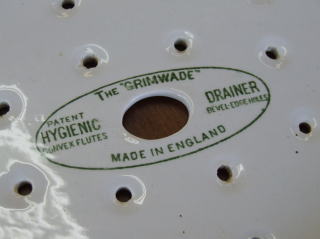 THE "GRIMWADE"
PATENT
HYGIENIC
CONVEX FLUTES
DRAINER
BEVEL-EDGE HOLES
MADE IN ENGLAND